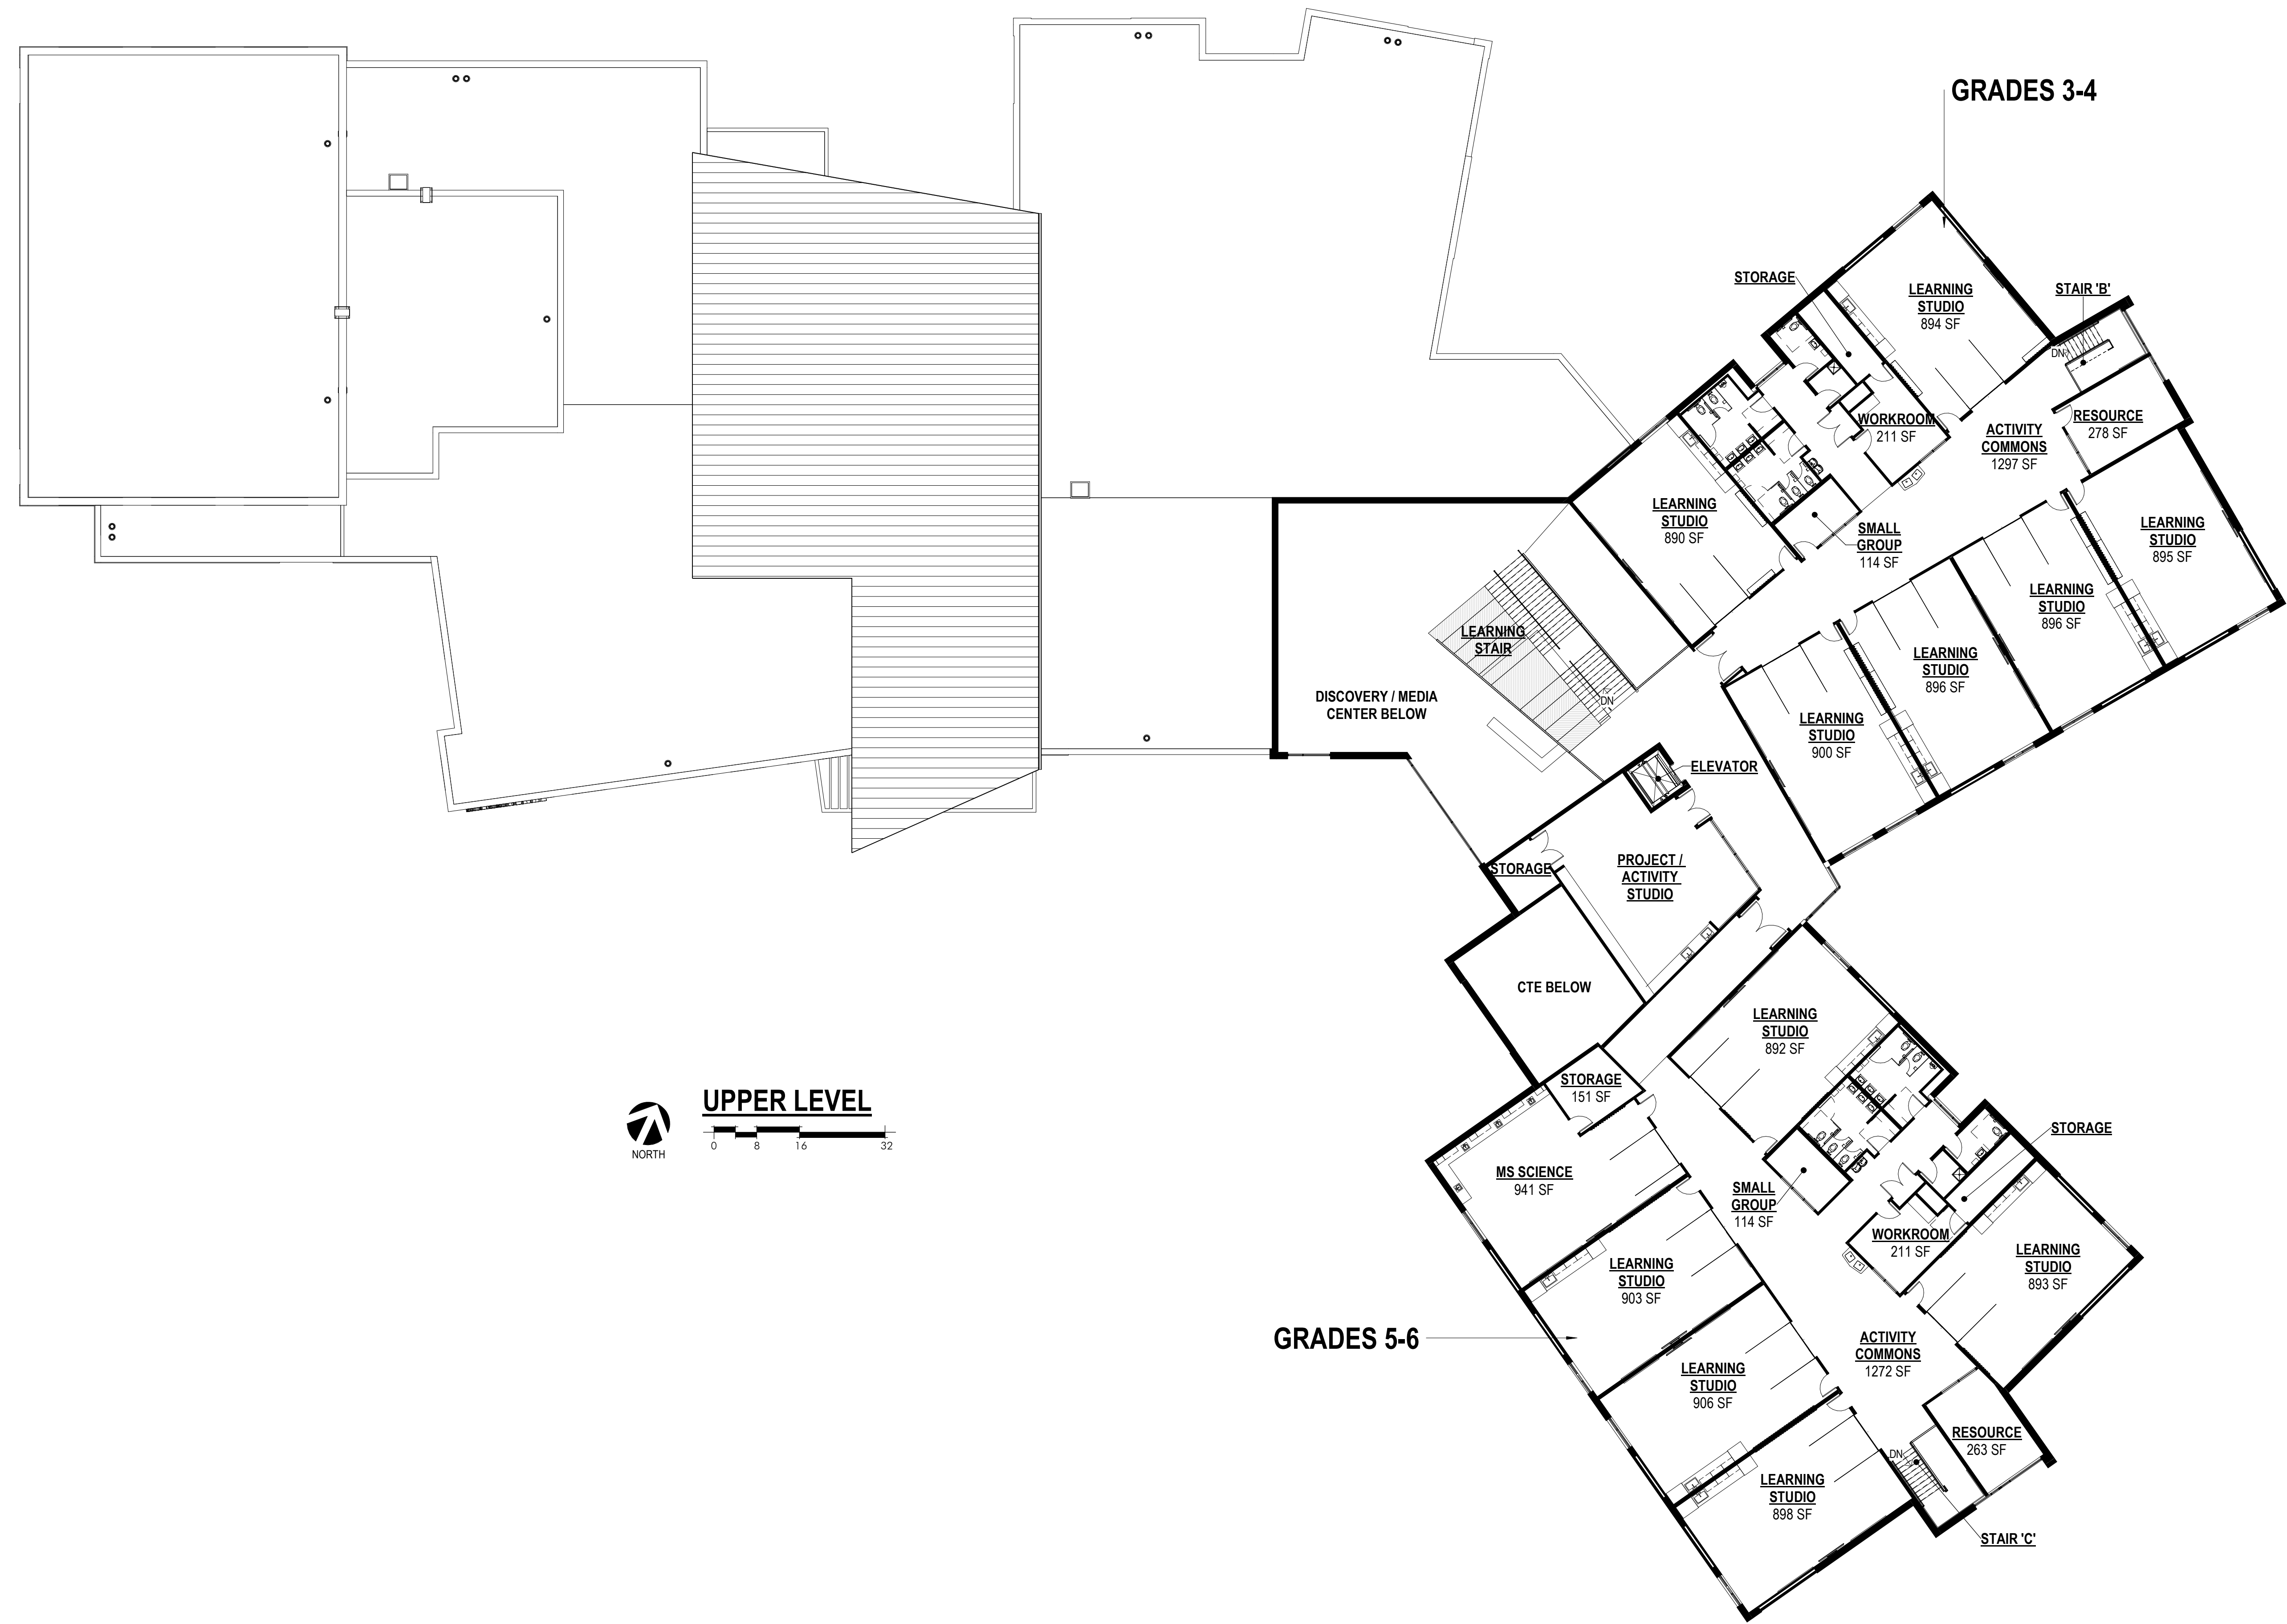 GRADES 3-4
STORAGE
LEARNING
STUDIO
894 SF
STAIR 'B'
DN
WORKROOM
211 SF
ACTIVITY
COMMONS
1297 SF
RESOURCE
278 SF
LEARNING
STUDIO
890 SF
SMALL
GROUP
114 SF
LEARNING
STUDIO
895 SF
LEARNING
STUDIO
896 SF
LEARNING
STUDIO
896 SF
LEARNING
STUDIO
900 SF
LEARNING
STAIR
DN
DISCOVERY / MEDIA
CENTER BELOW
ELEVATOR
STORAGE
PROJECT /
ACTIVITY
STUDIO
CTE BELOW
LEARNING
STUDIO
892 SF
STORAGE
151 SF
MS SCIENCE
941 SF
SMALL
GROUP
114 SF
STORAGE
WORKROOM
211 SF
LEARNING
STUDIO
893 SF
LEARNING
STUDIO
903 SF
GRADES 5-6
ACTIVITY
COMMONS
1272 SF
LEARNING
STUDIO
906 SF
RESOURCE
263 SF
DN
LEARNING
STUDIO
898 SF
STAIR 'C'
UPPER LEVEL
NORTH
0 8 16 32